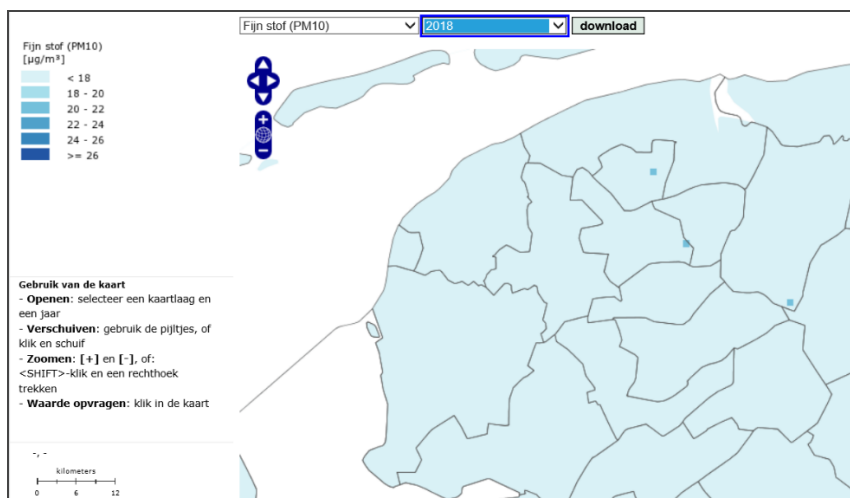 Fijn stof (PM10)
2018
download
Fijn stof (PM10)
[µg/m³]
< 18
18 - 20
20 - 22
22 - 24
24 - 26
>= 26
Gebruik van de kaart
- Openen: selecteer een kaartlaag en
een jaar
- Verschuiven: gebruik de pijltjes, of
klik en schuif
- Zoomen: [+] en [-], of:
<SHIFT>-klik en een rechthoek
trekken
- Waarde opvragen: klik in de kaart
-, -
kilometers
0 6 12